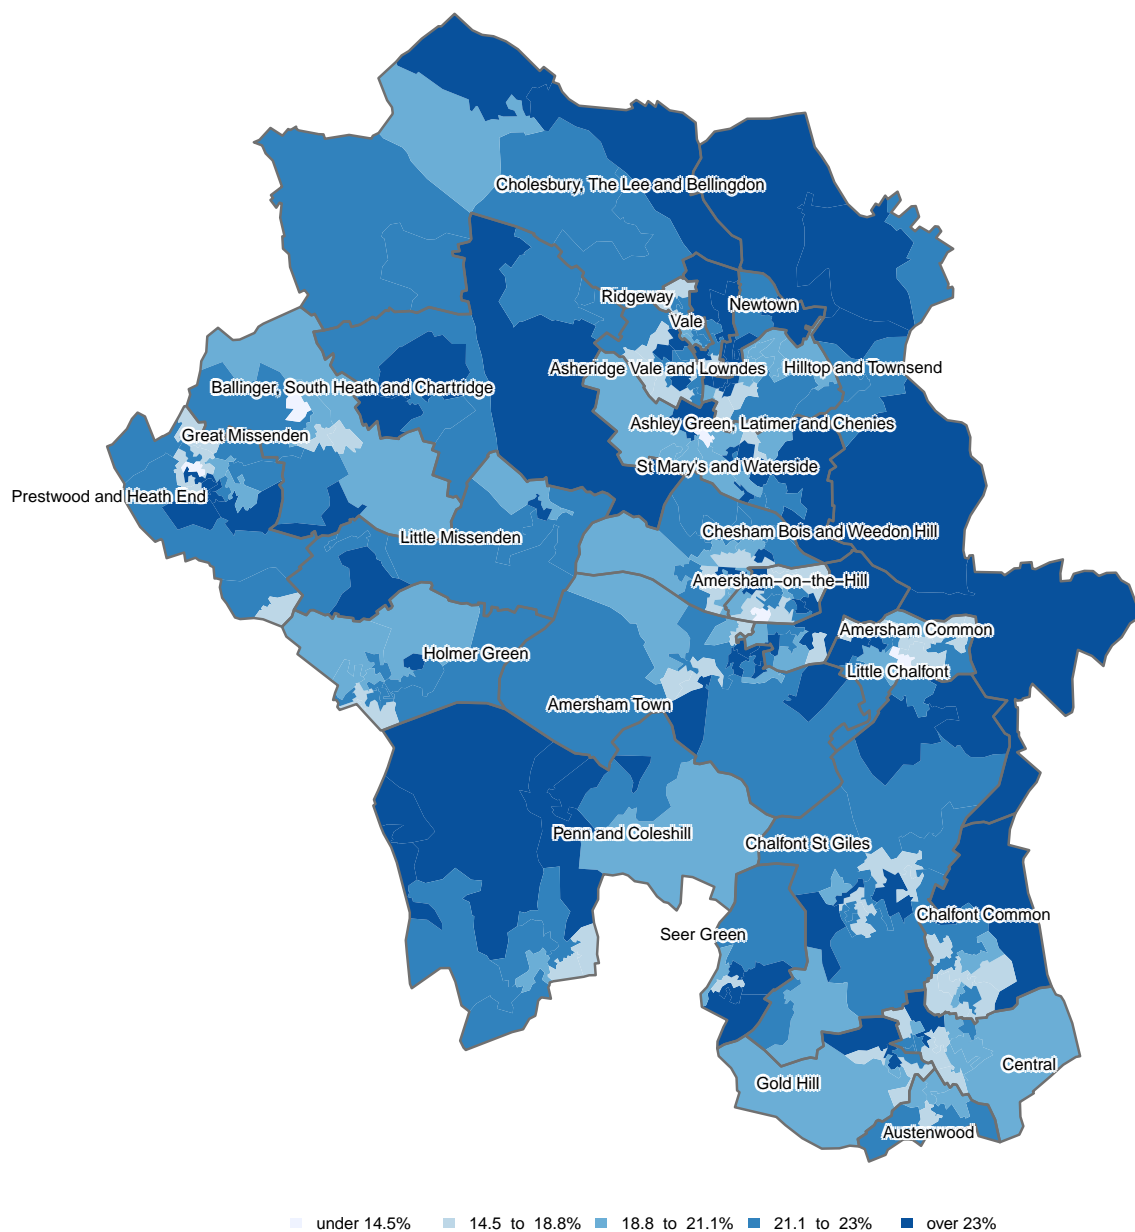 Cholesbury, The Lee and Bellingdon
Ridgeway
Newtown
Vale
Asheridge Vale and Lowndes
Hilltop and Townsend
Ballinger, South Heath and Chartridge
Ashley Green, Latimer and Chenies
Great Missenden
St Mary's and Waterside
Prestwood and Heath End
Chesham Bois and Weedon Hill
Little Missenden
Amersham−on−the−Hill
Amersham Common
Holmer Green
Little Chalfont
Amersham Town
Penn and Coleshill
Chalfont St Giles
Chalfont Common
Seer Green
Central
Gold Hill
Austenwood
under 14.5% 14.5 to 18.8% 18.8 to 21.1% 21.1 to 23% over 23%